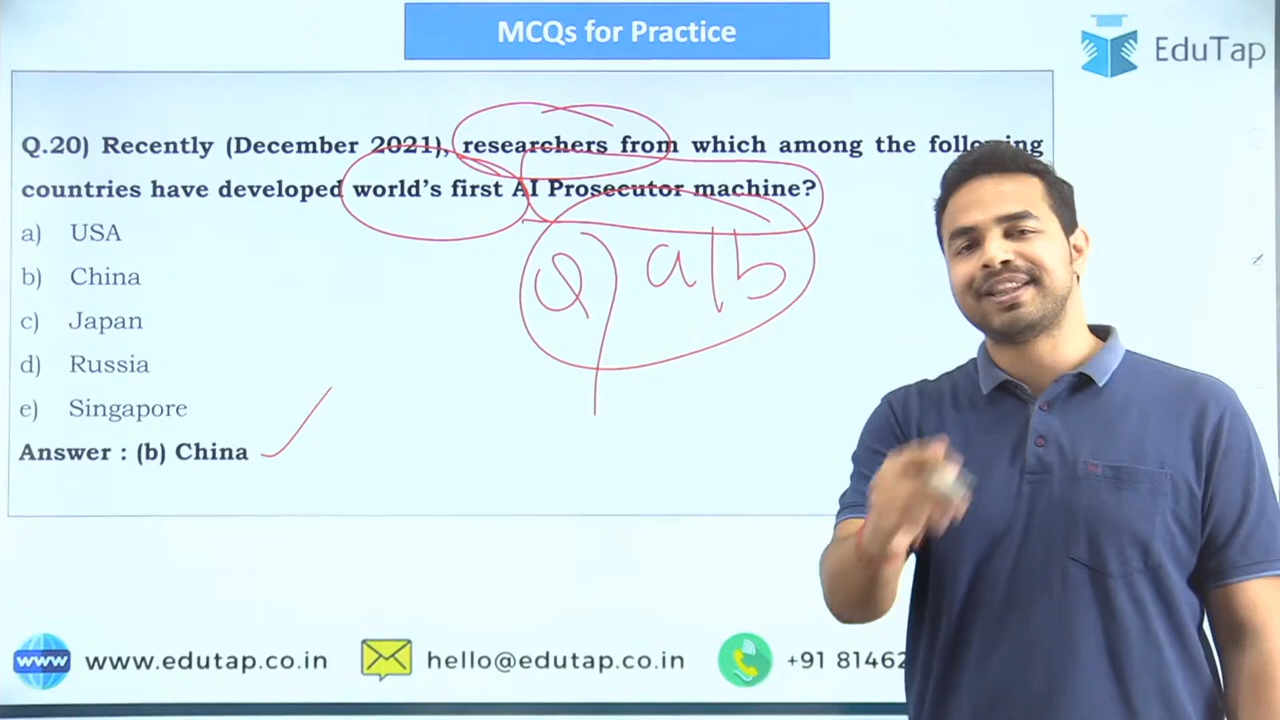 MCQs for Practice
EduTap
Q.20) Recently (December 2021), researchers from which among the following
countries have developed world's first AI Prosecutor machine?
a) USA
b) China
c) Japan
d) Russia
e) Singapore
Answer : (b) China
Q) a/b
www www.edutap.co.in
hello@edutap.co.in
+91 81462